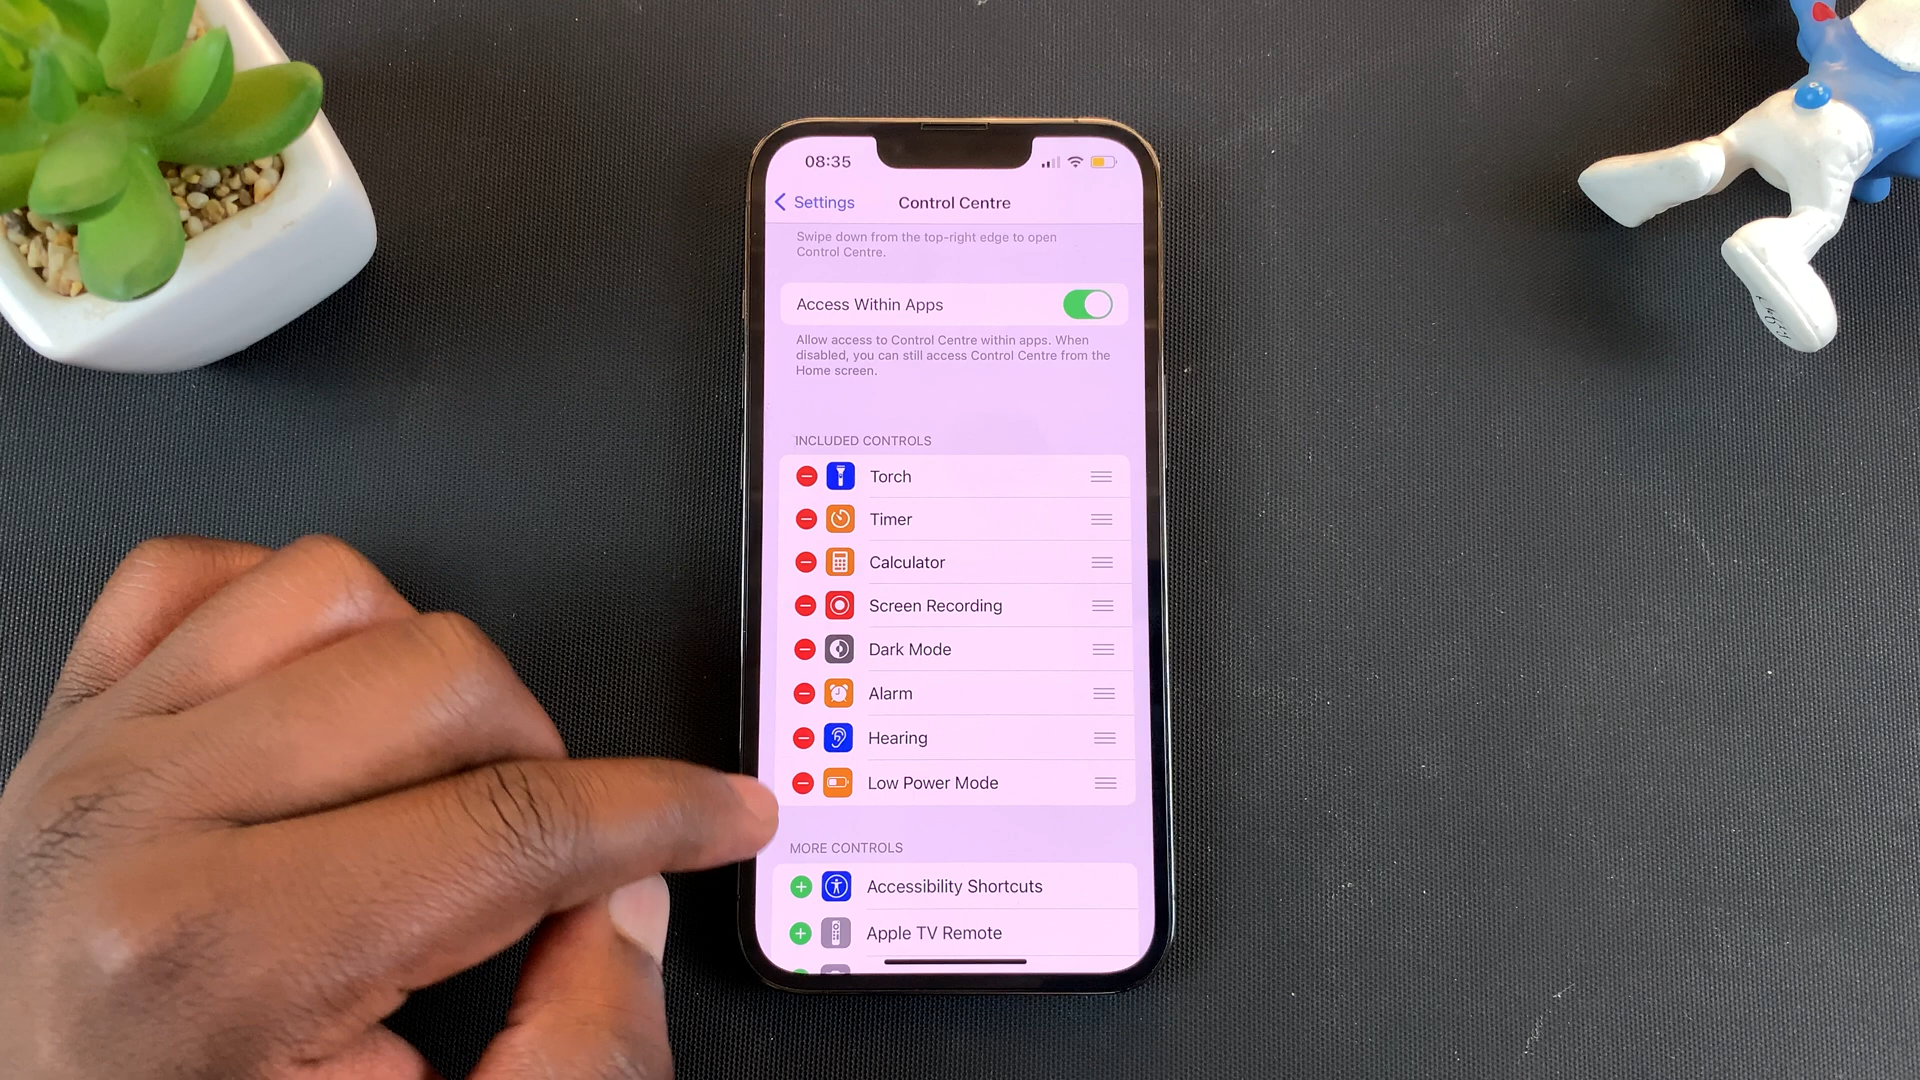 08:35
Settings
Control Centre
Swipe down from the top-right edge to open
Control Centre.
Access Within Apps
Allow access to Control Centre within apps. When
disabled, you can still access Control Centre from the
Home screen.
INCLUDED CONTROLS
Torch
Timer
Calculator
Screen Recording
Dark Mode
Alarm
Hearing
Low Power Mode
MORE CONTROLS
Accessibility Shortcuts
Apple TV Remote